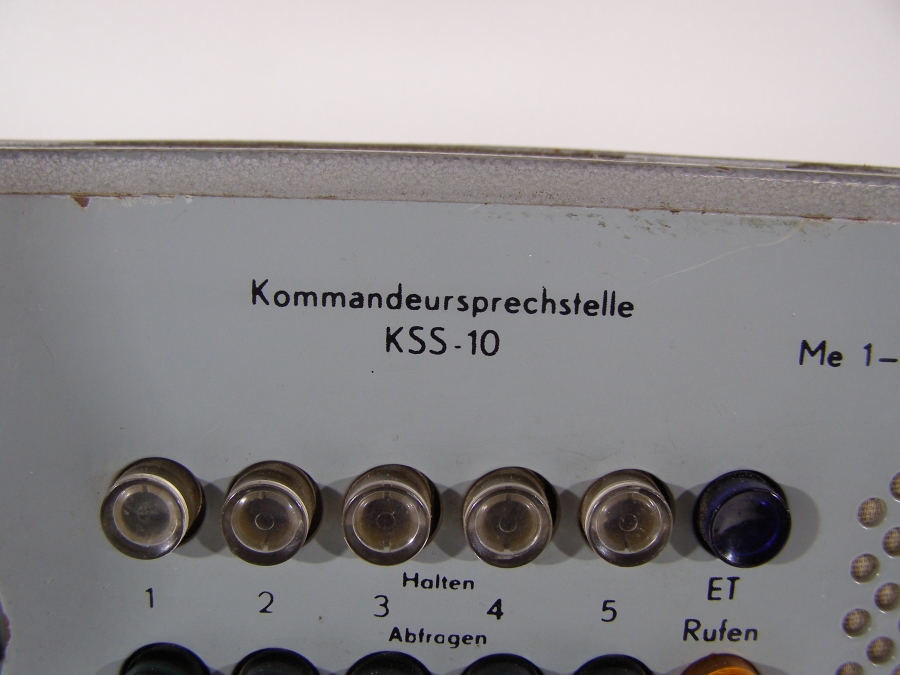 Kommandeursprechstelle
KSS-10
Me 1-
Halten
1 2 3 4 5 ET
Abfragen Rufen